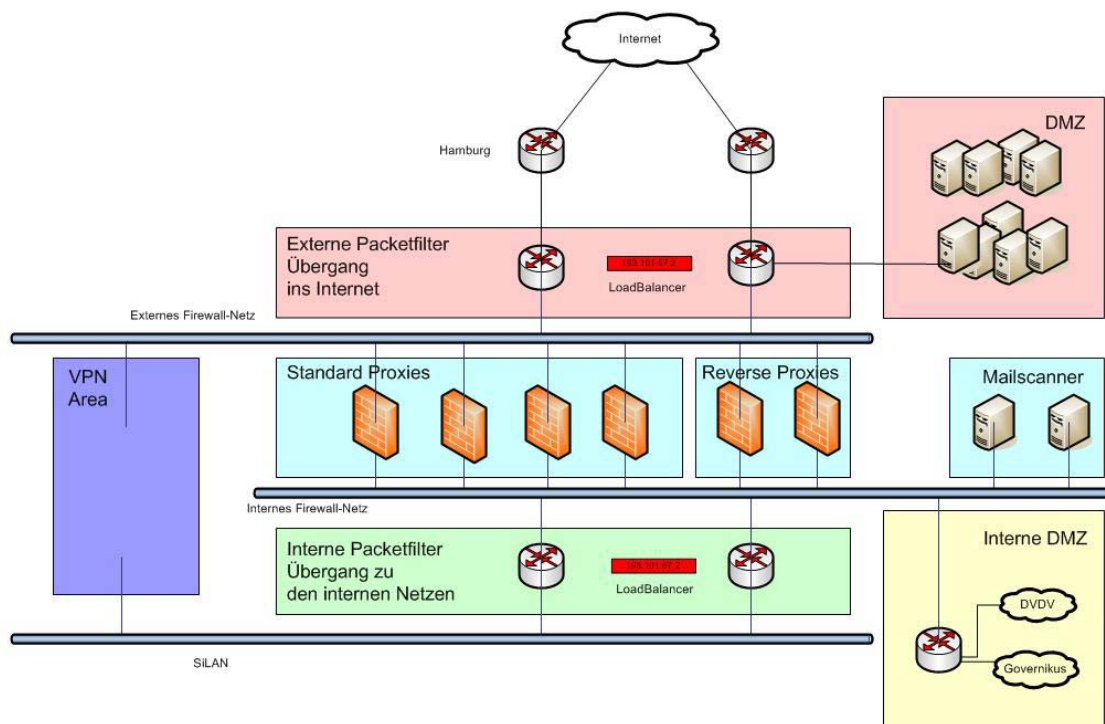 Internet
Hamburg
DMZ
Externe Packetfilter
Übergang
ins Internet
LoadBalancer
Externes Firewall-Netz
VPN
Area
Standard Proxies
Reverse Proxies
Mailscanner
Internes Firewall-Netz
Interne Packetfilter
Übergang zu
den internen Netzen
LoadBalancer
Interne DMZ
DVDV
Governikus
SiLAN